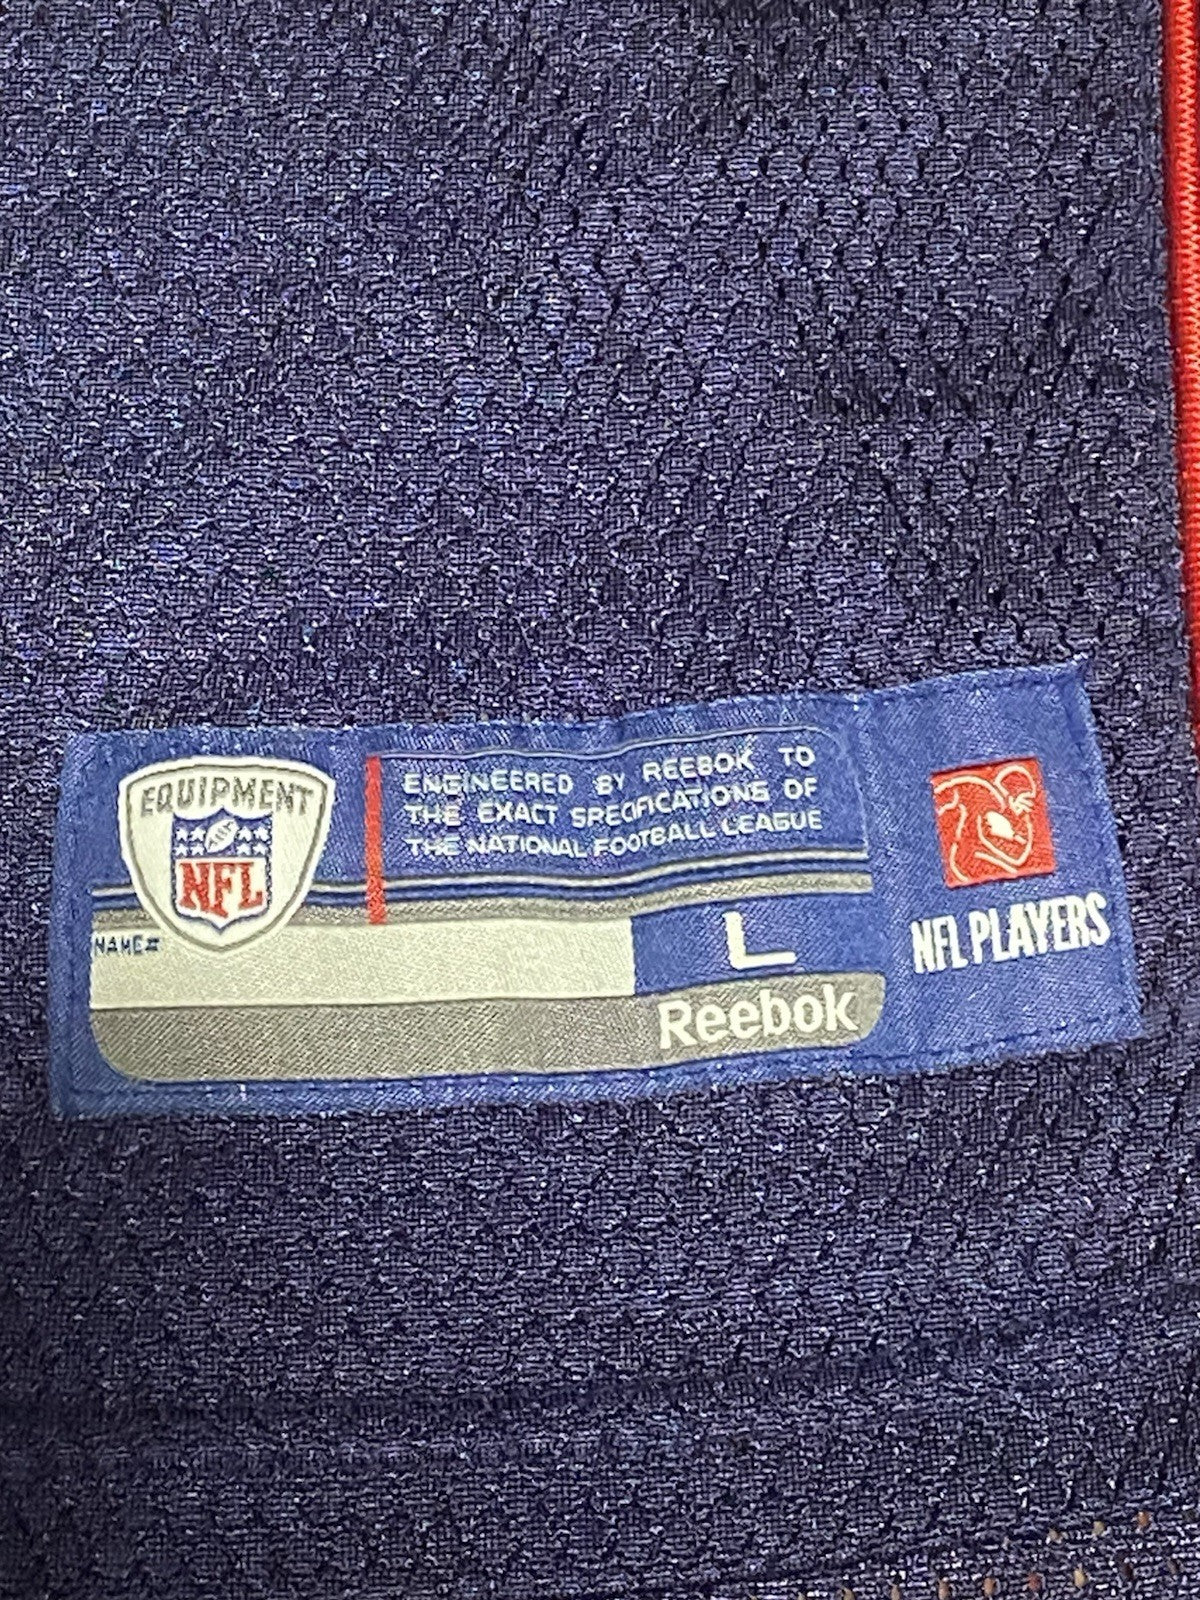 EQUIPMENT
NFL
ENGINEERED BY REEBOK TO
THE EXACT SPECIFICATIONS OF
THE NATIONAL FOOTBALL LEAGUE
NAME#
L
Reebok
NFL PLAYERS